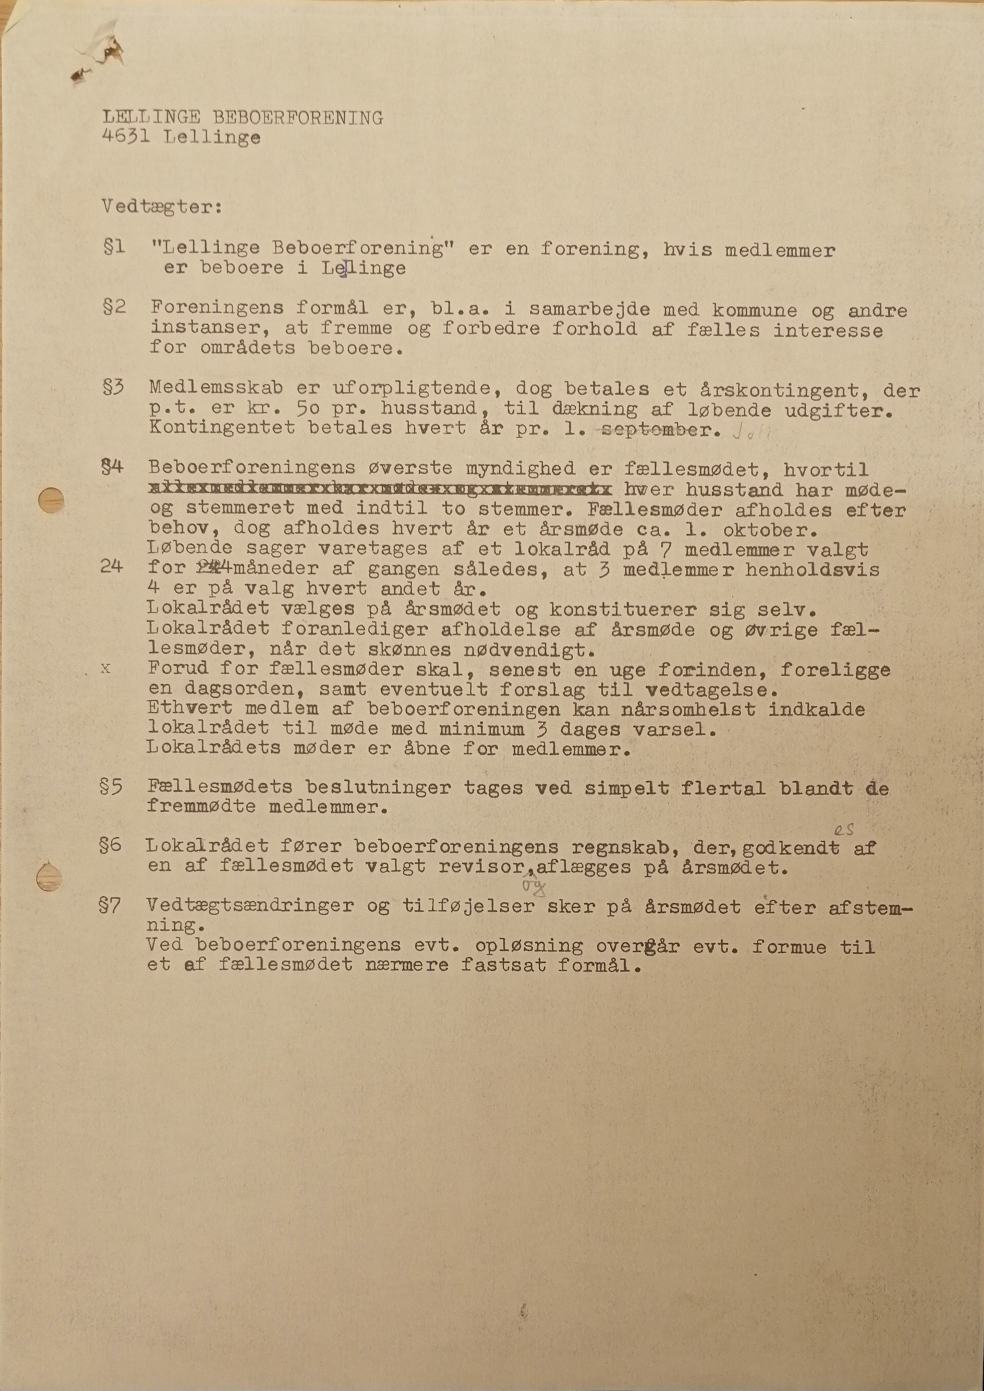 LELLINGE BEBOERFORENING
4631 Lellinge
Vedtægter:
§1 "Lellinge Beboerforening" er en forening, hvis medlemmer
er beboere i Lellinge
§2 Foreningens formål er, bl.a. i samarbejde med kommune og andre
instanser, at fremme og forbedre forhold af fælles interesse
for områdets beboere.
§3 Medlemsskab er uforpligtende, dog betales et årskontingent, der
p.t. er kr. 5o pr. husstand, til dækning af løbende udgifter.
Kontingentet betales hvert år pr. 1. september.
§4 Beboerforeningens øverste myndighed er fællesmødet, hvortil
hver husstand har møde-
og stemmeret med indtil to stemmer. Fællesmøder afholdes efter
behov, dog afholdes hvert år et årsmøde ca. 1. oktober.
Løbende sager varetages af et lokalråd på 7 medlemmer valgt
24 for måneder af gangen således, at 3 medlemmer henholdsvis
4 er på valg hvert andet år.
Lokalrådet vælges på årsmødet og konstituerer sig selv.
Lokalrådet foranlediger afholdelse af årsmøde og øvrige fæl-
lesmøder, når det skønnes nødvendigt.
x Forud for fællesmøder skal, senest en uge forinden, foreligge
en dagsorden, samt eventuelt forslag til vedtagelse.
Ethvert medlem af beboerforeningen kan nårsomhelst indkalde
lokalrådet til møde med minimum 3 dages varsel.
Lokalrådets møder er åbne for medlemmer.
§5 Fællesmødets beslutninger tages ved simpelt flertal blandt de
fremmødte medlemmer.
es
§6 Lokalrådet fører beboerforeningens regnskab, der, godkendt af
en af fællesmødet valgt revisor, aflægges på årsmødet.
og
§7 Vedtægtsændringer og tilføjelser sker på årsmødet efter afstem-
ning.
Ved beboerforeningens evt. opløsning overgår evt. formue til
et af fællesmødet nærmere fastsat formål.